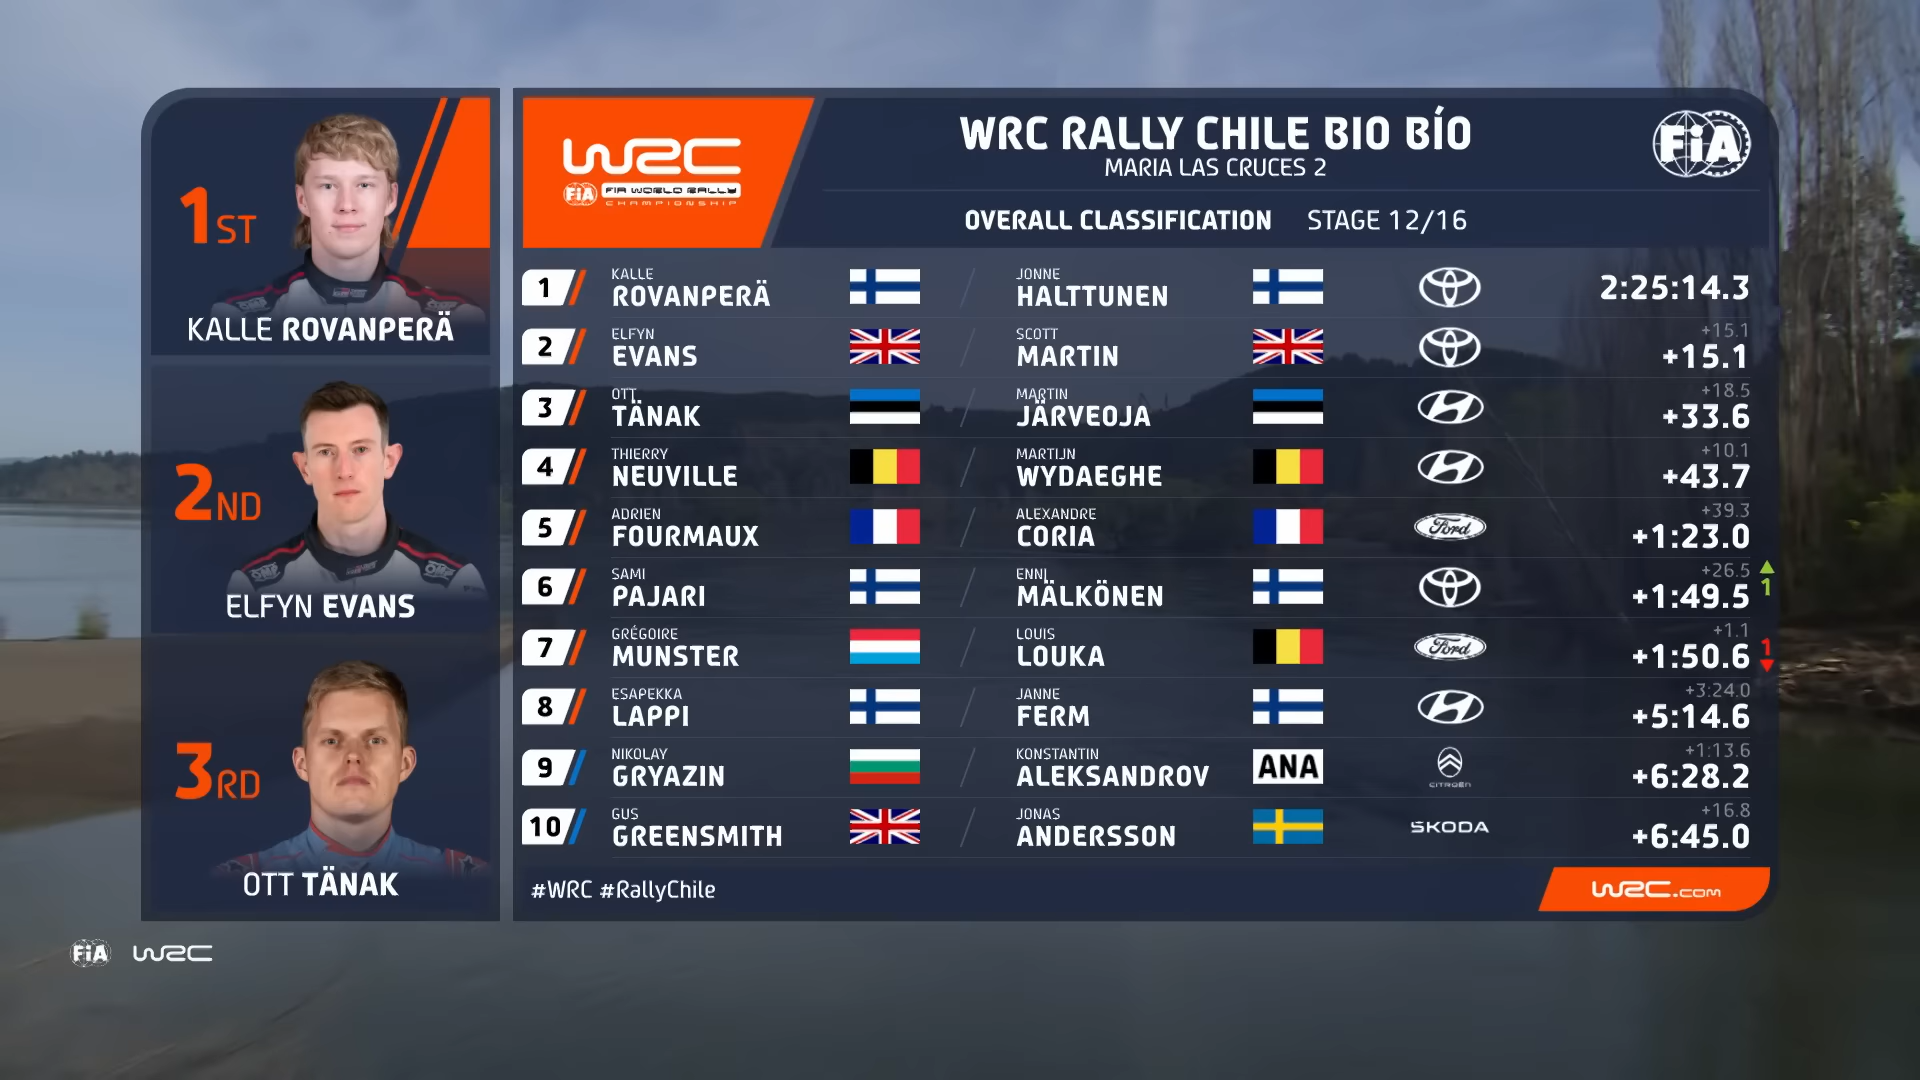 1ST
KALLE ROVANPERÄ
2ND
ELFYN EVANS
3RD
OTT TÄNAK
WRC
FIA FIA WORLD RALLY
CHAMPIONSHIP
WRC RALLY CHILE BIO BÍO
MARIA LAS CRUCES 2
FIA
OVERALL CLASSIFICATION STAGE 12/16
1 KALLE ROVANPERÄ / JONNE HALTTUNEN 2:25:14.3
2 ELFYN EVANS / SCOTT MARTIN +15.1 +15.1
3 OTT TÄNAK / MARTIN JÄRVEOJA +18.5 +33.6
4 THIERRY NEUVILLE / MARTIJN WYDAEGHE +10.1 +43.7
5 ADRIEN FOURMAUX / ALEXANDRE CORIA Ford +39.3 +1:23.0
6 SAMI PAJARI / ENNI MÄLKÖNEN +26.5 +1:49.5 1
7 GRÉGOIRE MUNSTER / LOUIS LOUKA Ford +1.1 +1:50.6 1
8 ESAPEKKA LAPPI / JANNE FERM +3:24.0 +5:14.6
9 NIKOLAY GRYAZIN / KONSTANTIN ALEKSANDROV ANA CITROËN +1:13.6 +6:28.2
10 GUS GREENSMITH / JONAS ANDERSSON ŠKODA +16.8 +6:45.0
#WRC #RallyChile
WRC.COM
FIA WRC